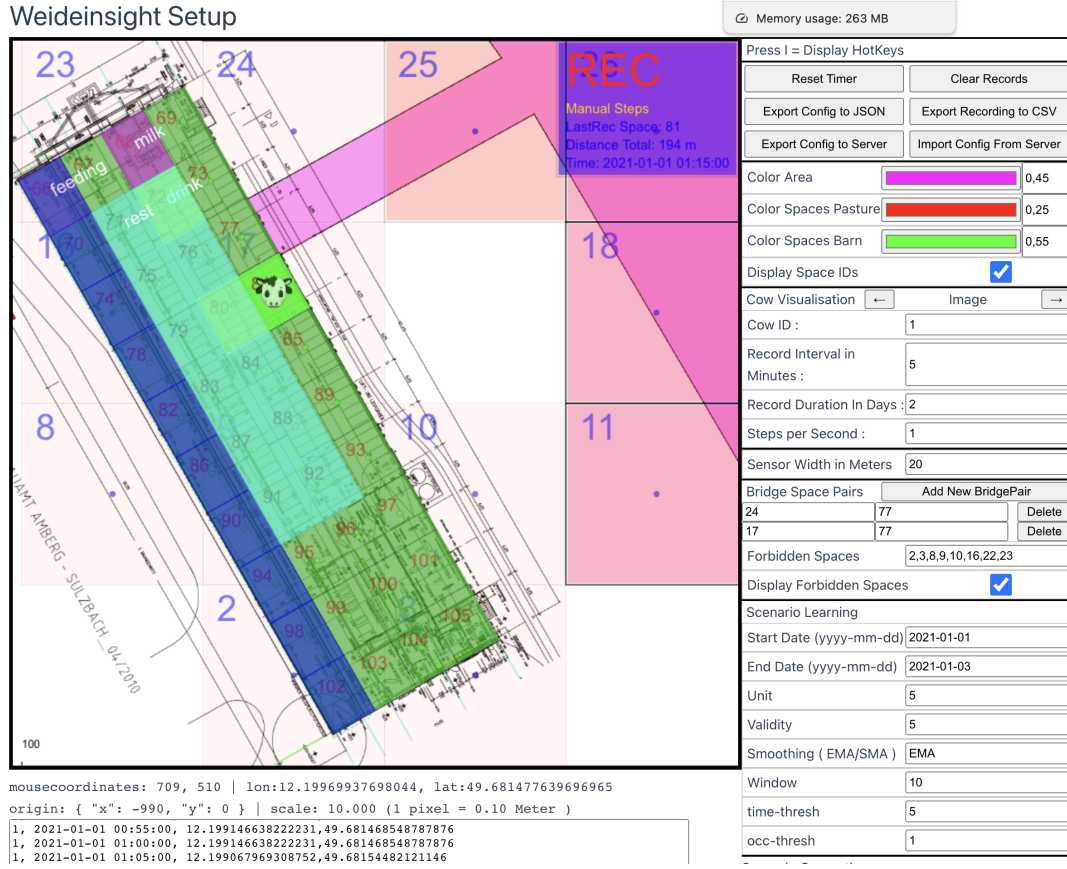 Weideinsight Setup
Memory usage: 263 MB
23
24
25
26
REC
Manual Steps
LastRec Space: 81
Distance Total: 194 m
Time: 2021-01-01 01:15:00
69
milk
67
feeding
66
73
drink
rest
77
17
18
70
76
75
74
80
85
79
78
84
83
89
82
88
8
10
11
87
93
86
92
91
97
90
96
95
101
94
100
2
99
3
105
98
104
103
102
AUAMT AMBERG - SULZBACH_ 04/2010
100
Press I = Display HotKeys
Reset Timer
Clear Records
Export Config to JSON
Export Recording to CSV
Export Config to Server
Import Config From Server
Color Area
0,45
Color Spaces Pasture
0,25
Color Spaces Barn
0,55
Display Space IDs
Cow Visualisation
←
Image
→
Cow ID :
1
Record Interval in
Minutes :
5
Record Duration In Days :
2
Steps per Second :
1
Sensor Width in Meters
20
Bridge Space Pairs
Add New BridgePair
24
77
Delete
17
77
Delete
Forbidden Spaces
2,3,8,9,10,16,22,23
Display Forbidden Spaces
Scenario Learning
Start Date (yyyy-mm-dd)
2021-01-01
End Date (yyyy-mm-dd)
2021-01-03
Unit
5
Validity
5
Smoothing ( EMA/SMA )
EMA
Window
10
time-thresh
5
occ-thresh
1
mousecoordinates: 709, 510 | lon:12.19969937698044, lat:49.681477639696965
origin: { "x": -990, "y": 0 } | scale: 10.000 (1 pixel = 0.10 Meter )
1, 2021-01-01 00:55:00, 12.199146638222231,49.681468548787876
1, 2021-01-01 01:00:00, 12.199146638222231,49.681468548787876
1, 2021-01-01 01:05:00, 12.199067969308752,49.68154482121146